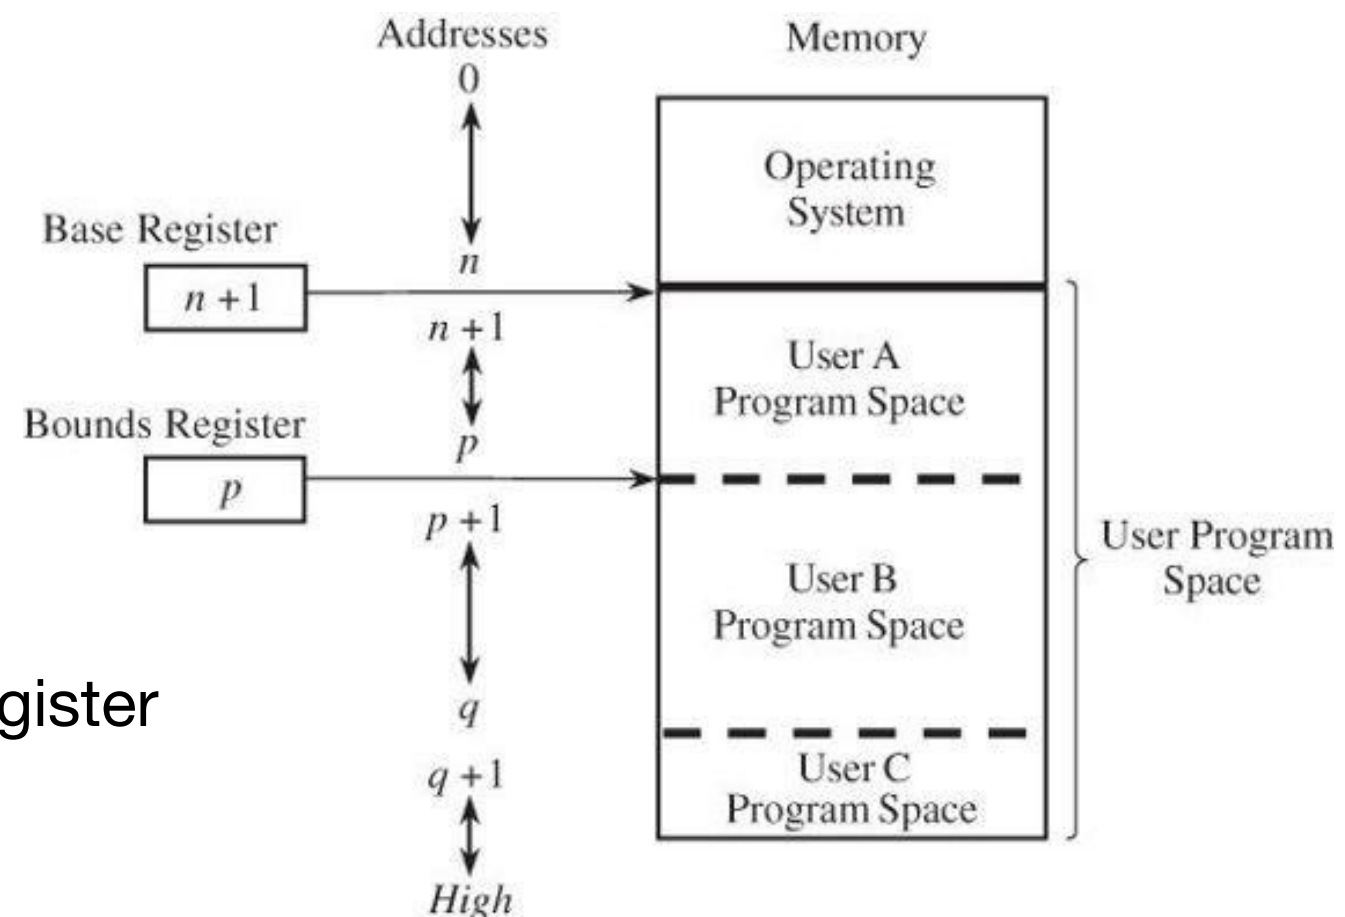 Addresses
Memory
0
Operating
System
Base Register
n
n +1
n +1
User A
Program Space
Bounds Register
p
p
p +1
User Program
Space
User B
Program Space
gister
q
q +1
User C
Program Space
High